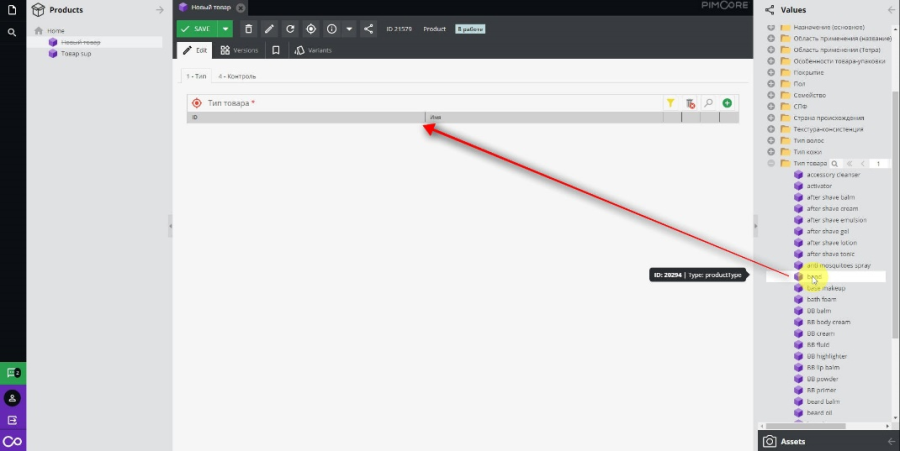 Products
Home
Новый товар
Товар sup
Новый товар
PIMCORE
SAVE
ID 21579
Product
В работе
Edit
Versions
Variants
1 - Тип
4 - Контроль
Тип товара *
ID
Имя
ID: 20294 | Type: productType
Values
Назначения (основное)
Область применения (название)
Область применения (Тетра)
Особенности товара-упаковки
Покрытие
Пол
Семейство
СПФ
Страна происхождения
Текстура-консистенция
Тип волос
Тип кожи
Тип товара
1
accessory cleanser
activator
after shave balm
after shave cream
after shave emulsion
after shave gel
after shave lotion
after shave tonic
anti mosquitoes spray
base makeup
bath foam
BB balm
BB body cream
BB cream
BB fluid
BB highlighter
BB lip balm
BB powder
BB primer
beard balm
beard oil
Assets